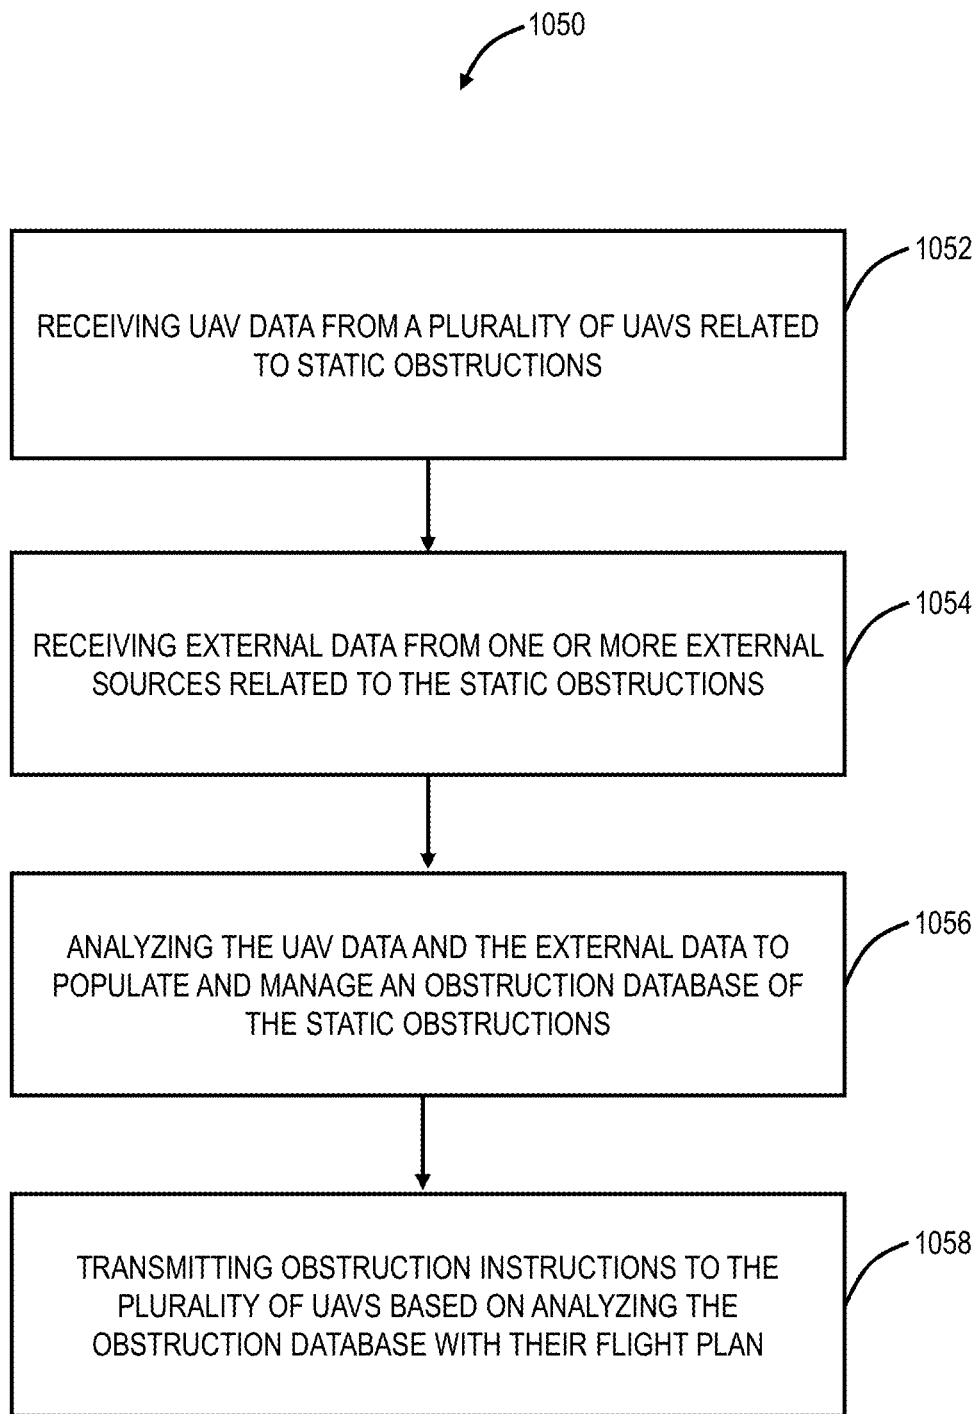 1050
1052
RECEIVING UAV DATA FROM A PLURALITY OF UAVS RELATED
TO STATIC OBSTRUCTIONS
1054
RECEIVING EXTERNAL DATA FROM ONE OR MORE EXTERNAL
SOURCES RELATED TO THE STATIC OBSTRUCTIONS
1056
ANALYZING THE UAV DATA AND THE EXTERNAL DATA TO
POPULATE AND MANAGE AN OBSTRUCTION DATABASE OF
THE STATIC OBSTRUCTIONS
1058
TRANSMITTING OBSTRUCTION INSTRUCTIONS TO THE
PLURALITY OF UAVS BASED ON ANALYZING THE
OBSTRUCTION DATABASE WITH THEIR FLIGHT PLAN